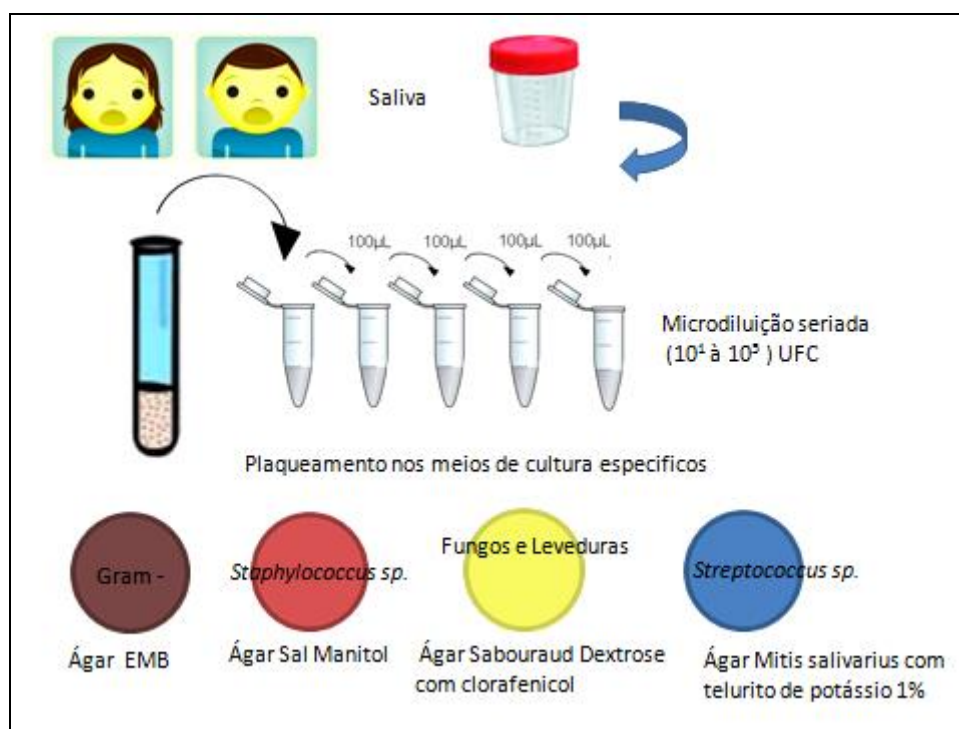 Saliva
100µL 100µL 100µL 100µL
Microdiluição seriada
(10¹ à 10⁵ ) UFC
Plaqueamento nos meios de cultura especificos
Gram -
Staphylococcus sp.
Fungos e Leveduras
Streptococcus sp.
Ágar EMB
Ágar Sal Manitol
Ágar Sabouraud Dextrose
com clorafenicol
Ágar Mitis salivarius com
telurito de potássio 1%